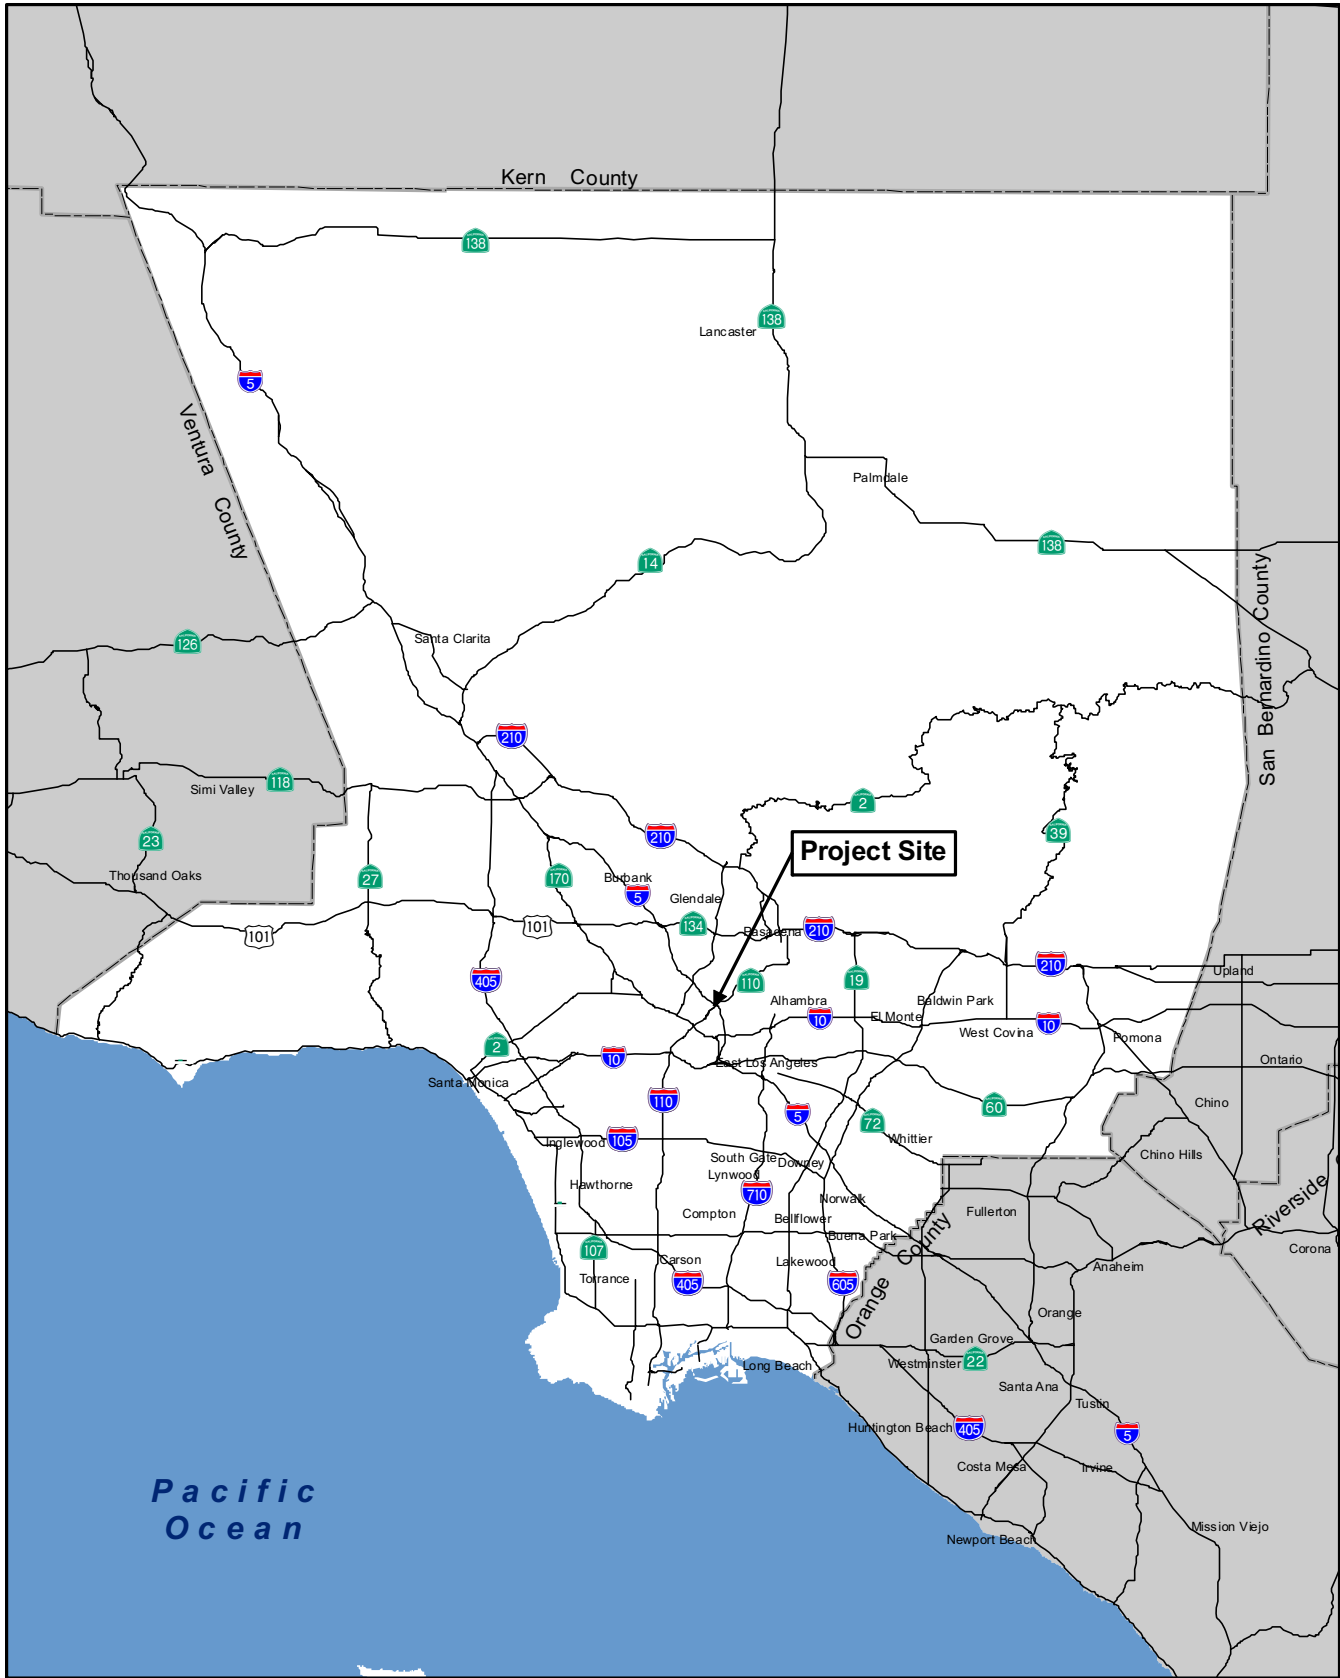 Kern County
138
138
Lancaster
5
Ventura County
Palmdale
138
14
San Bernardino County
Santa Clarita
126
210
118
Simi Valley
2
210
39
23
Project Site
Thousand Oaks
27
170
Burbank
5
Glendale
134
101
101
Pasadena
210
210
Upland
405
110
19
Alhambra
Baldwin Park
10
El Monte
10
West Covina
Pomona
2
10
East Los Angeles
Ontario
Santa Monica
110
5
60
Chino
72
Inglewood
105
Whittier
Chino Hills
South Gate
Downey
Lynwood
Hawthorne
710
Norwalk
Riverside
Compton
Bellflower
Fullerton
Buena Park
107
Carson
Lakewood
Orange County
Corona
Anaheim
Torrance
405
605
Orange
Garden Grove
Long Beach
Westminster
22
Santa Ana
Tustin
Huntington Beach
405
5
Costa Mesa
Irvine
Pacific
Ocean
Mission Viejo
Newport Beach